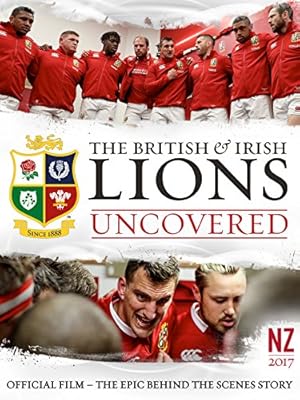 THE BRITISH & IRISH
LIONS
UNCOVERED
SINCE 1888
NZ
2017
OFFICIAL FILM – THE EPIC BEHIND THE SCENES STORY